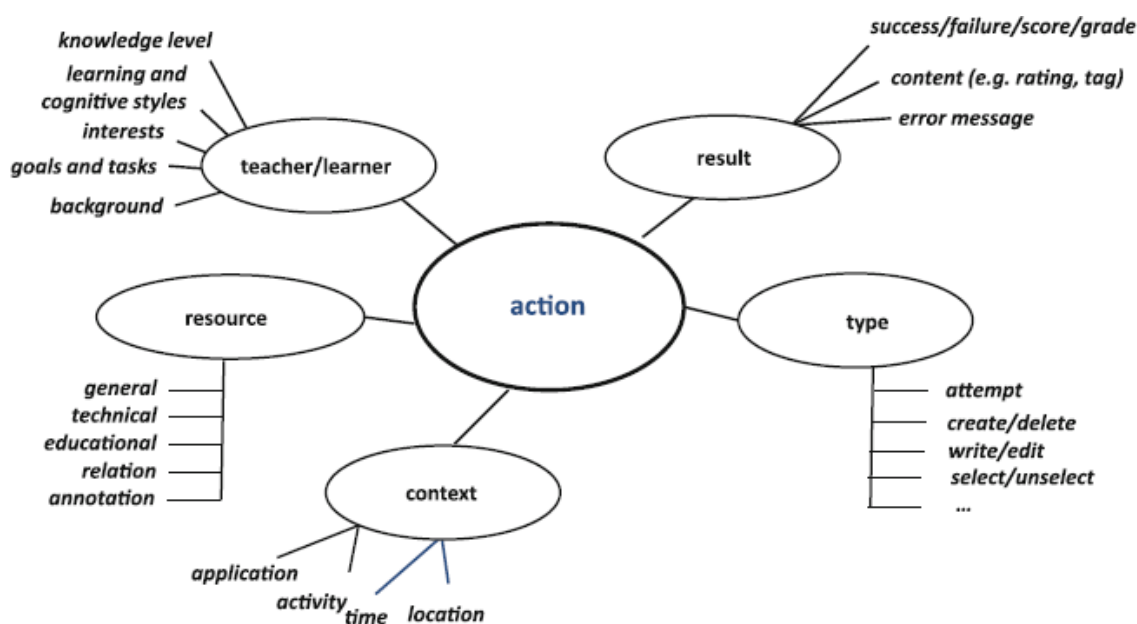 knowledge level
learning and
cognitive styles
interests
goals and tasks
background
teacher/learner
success/failure/score/grade
content (e.g. rating, tag)
error message
result
action
resource
general
technical
educational
relation
annotation
type
attempt
create/delete
write/edit
select/unselect
...
context
application
activity
time
location